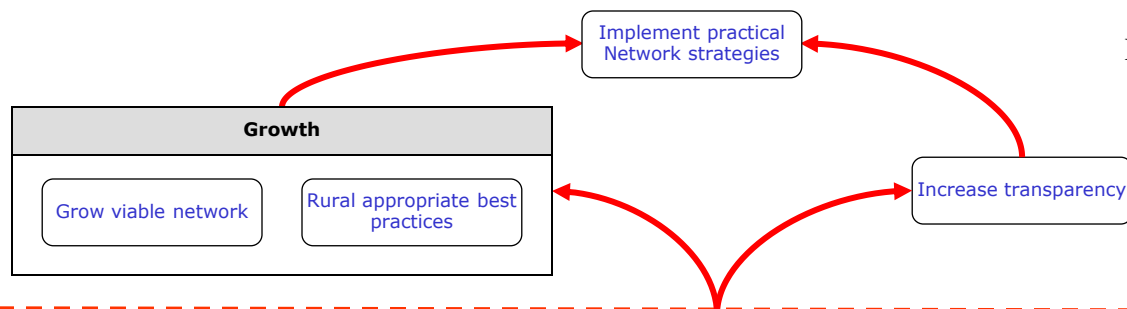 Implement practical
Network strategies
Growth
Grow viable network
Rural appropriate best
practices
Increase transparency